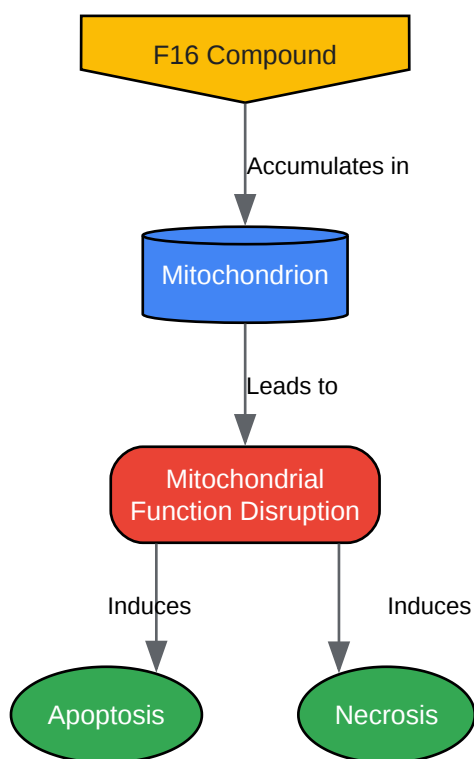 F16 Compound
Accumulates in
Mitochondrion
Leads to
Mitochondrial
Function Disruption
Induces
Induces
Apoptosis
Necrosis